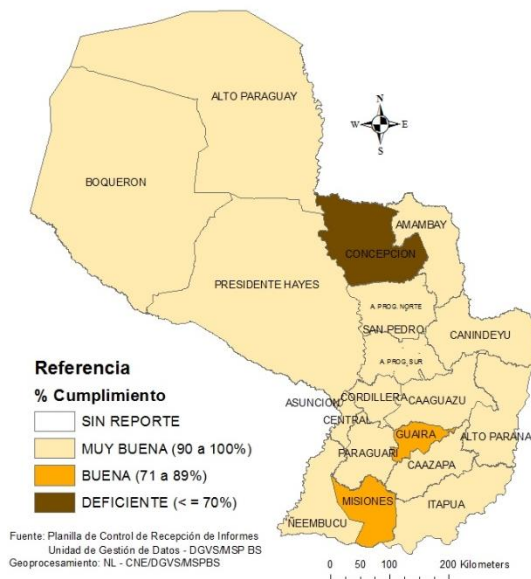 ALTO PARAGUAY
N
W E
S
BOQUERON
AMAMBAY
CONCEPCION
PRESIDENTE HAYES
A. PROG. NORTE
SAN PEDRO
CANINDEYU
A. PROG. SUR
Referencia
% Cumplimiento
SIN REPORTE
MUY BUENA (90 a 100%)
BUENA (71 a 89%)
DEFICIENTE (< = 70%)
ASUNCION
CORDILLERA
CAAGUAZU
CENTRAL
GUAIRA
ALTO PARANA
PARAGUARI
CAAZAPA
MISIONES
ITAPUA
ÑEEMBUCU
Fuente: Planilla de Control de Recepción de Informes
Unidad de Gestión de Datos - DGVS/MSP BS
Geoprocesamiento: NL - CNE/DGVS/MSPBS
0 50 100 200 Kilometers